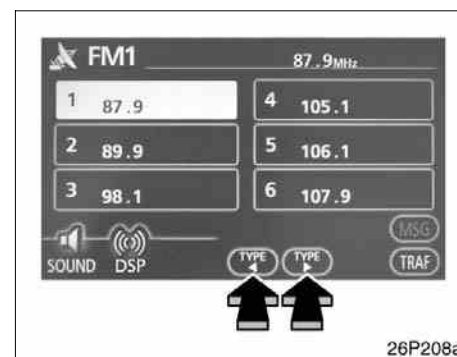 FM1 87.9MHz
1 87.9
2 89.9
3 98.1
4 105.1
5 106.1
6 107.9
SOUND DSP
TYPE TYPE
MSG
TRAF
26P208a